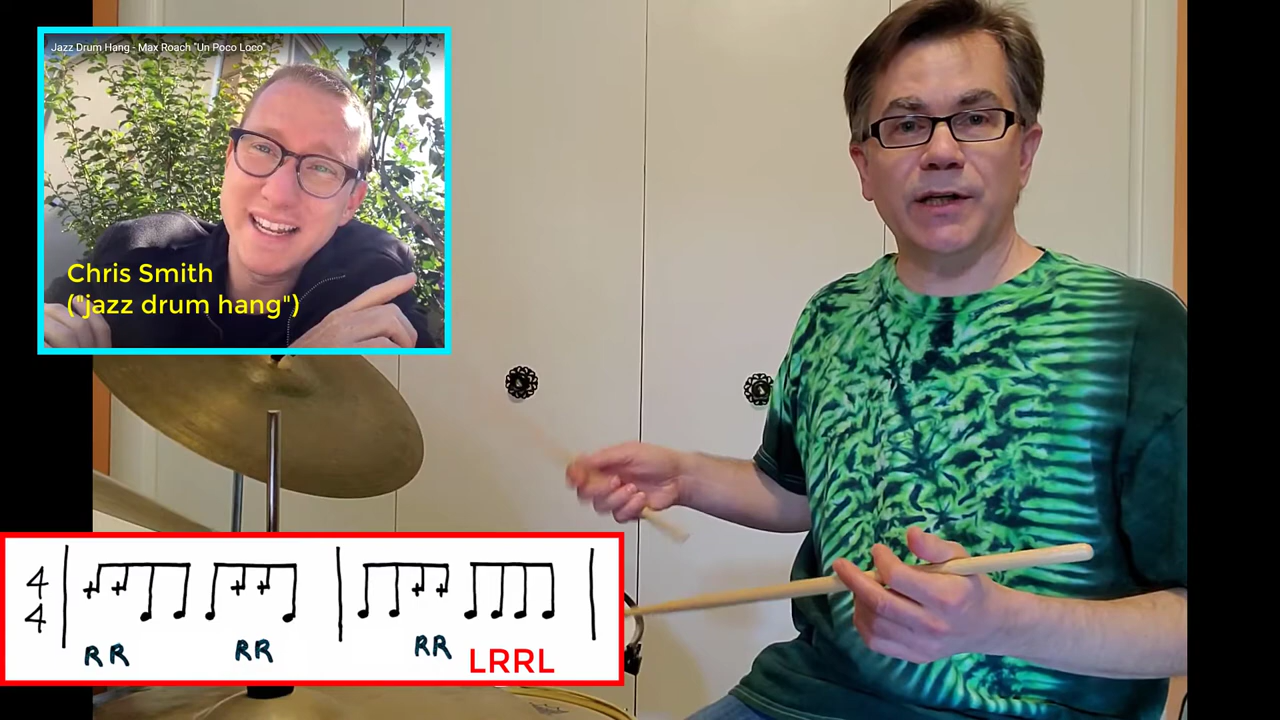 Jazz Drum Hang - Max Roach "Un Poco Loco"
Chris Smith
("jazz drum hang")
4
4
RR RR RR LRRL